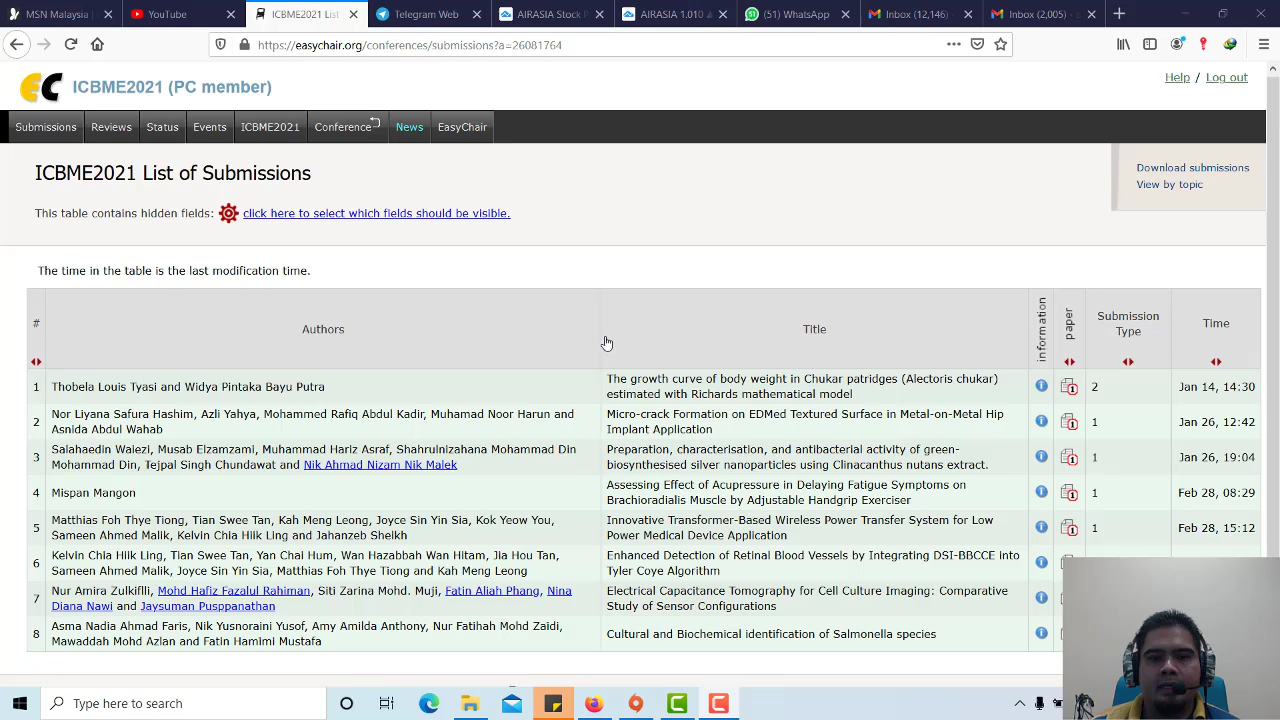 MSN Malaysia |
YouTube
ICBME2021 List
Telegram Web
AIRASIA Stock P
AIRASIA 1.010
(51) WhatsApp
Inbox (12,146)
Inbox (2,005) -
https://easychair.org/conferences/submissions?a=26081764
ICBME2021 (PC member)
Help / Log out
Submissions Reviews Status Events ICBME2021 Conference News EasyChair
ICBME2021 List of Submissions
Download submissions
View by topic
This table contains hidden fields: click here to select which fields should be visible.
The time in the table is the last modification time.
# Authors Title information paper Submission Type Time
1 Thobela Louis Tyasi and Widya Pintaka Bayu Putra
The growth curve of body weight in Chukar patridges (Alectoris chukar)
estimated with Richards mathematical model
2 Jan 14, 14:30
2 Nor Liyana Safura Hashim, Azli Yahya, Mohammed Rafiq Abdul Kadir, Muhamad Noor Harun and
Asnida Abdul Wahab
Micro-crack Formation on EDMed Textured Surface in Metal-on-Metal Hip
Implant Application
1 Jan 26, 12:42
3 Salahaedin Waiezi, Musab Elzamzami, Muhammad Hariz Asraf, Shahrulnizahana Mohammad Din
Mohammad Din, Tejpal Singh Chundawat and Nik Ahmad Nizam Nik Malek
Preparation, characterisation, and antibacterial activity of green-
biosynthesised silver nanoparticles using Clinacanthus nutans extract.
1 Jan 26, 19:04
4 Mispan Mangon
Assessing Effect of Acupressure in Delaying Fatigue Symptoms on
Brachioradialis Muscle by Adjustable Handgrip Exerciser
1 Feb 28, 08:29
5 Matthias Foh Thye Tiong, Tian Swee Tan, Kah Meng Leong, Joyce Sin Yin Sia, Kok Yeow You,
Sameen Ahmed Malik, Kelvin Chia Hiik Ling and Jahanzeb Sheikh
Innovative Transformer-Based Wireless Power Transfer System for Low
Power Medical Device Application
1 Feb 28, 15:12
6 Kelvin Chia Hiik Ling, Tian Swee Tan, Yan Chai Hum, Wan Hazabbah Wan Hitam, Jia Hou Tan,
Sameen Ahmed Malik, Joyce Sin Yin Sia, Matthias Foh Thye Tiong and Kah Meng Leong
Enhanced Detection of Retinal Blood Vessels by Integrating DSI-BBCCE into
Tyler Coye Algorithm
7 Nur Amira Zulkiflli, Mohd Hafiz Fazalul Rahiman, Siti Zarina Mohd. Muji, Fatin Aliah Phang, Nina
Diana Nawi and Jaysuman Pusppanathan
Electrical Capacitance Tomography for Cell Culture Imaging: Comparative
Study of Sensor Configurations
8 Asma Nadia Ahmad Faris, Nik Yusnoraini Yusof, Amy Amilda Anthony, Nur Fatihah Mohd Zaidi,
Mawaddah Mohd Azlan and Fatin Hamimi Mustafa
Cultural and Biochemical identification of Salmonella species
Type here to search